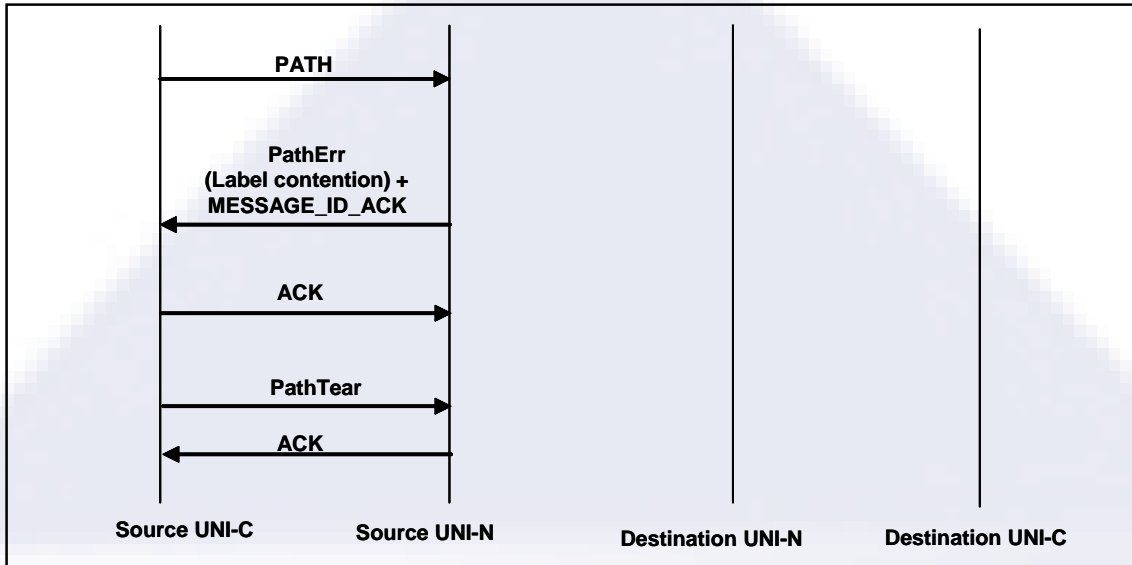 PATH
PathErr
(Label contention) +
MESSAGE_ID_ACK
ACK
PathTear
ACK
Source UNI-C
Source UNI-N
Destination UNI-N
Destination UNI-C